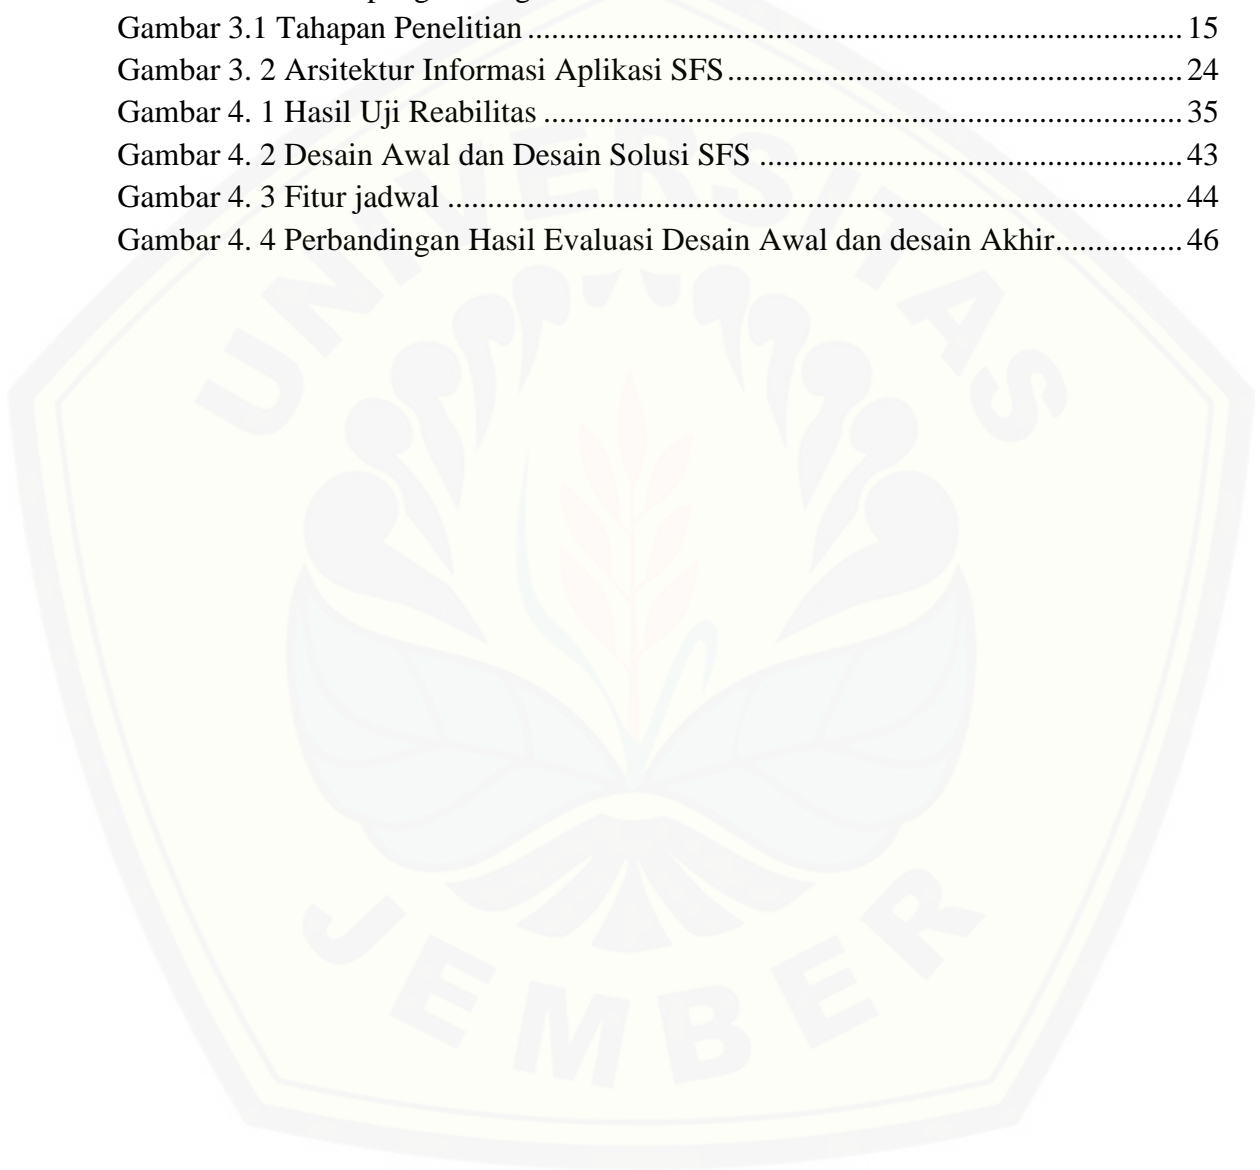 Gambar 3.1 Tahapan Penelitian ................................................................................. 15
Gambar 3. 2 Arsitektur Informasi Aplikasi SFS ........................................................ 24
Gambar 4. 1 Hasil Uji Reabilitas ............................................................................... 35
Gambar 4. 2 Desain Awal dan Desain Solusi SFS .................................................... 43
Gambar 4. 3 Fitur jadwal ........................................................................................... 44
Gambar 4. 4 Perbandingan Hasil Evaluasi Desain Awal dan desain Akhir ............... 46
UNIVERSITAS
JEMBER